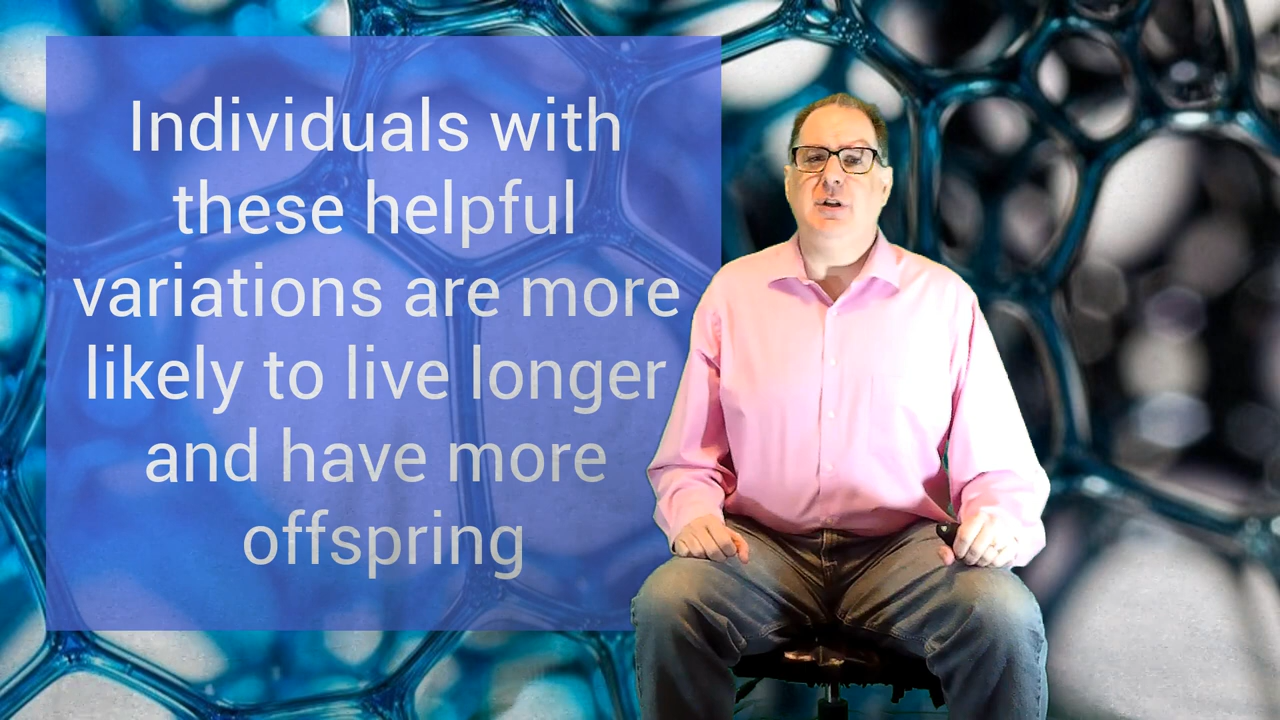 Individuals with
these helpful
variations are more
likely to live longer
and have more
offspring